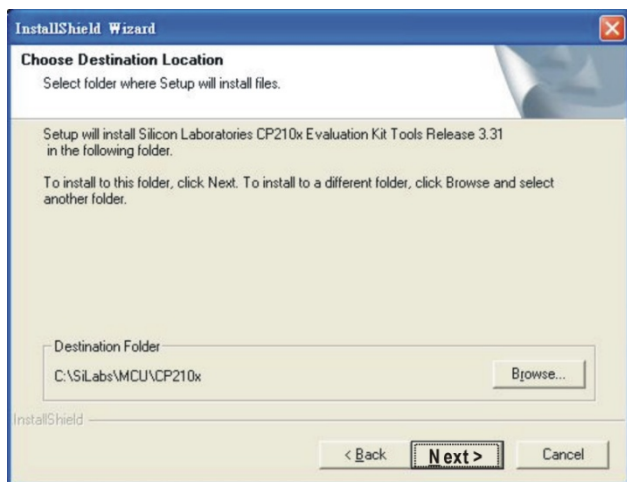 InstallShield Wizard
Choose Destination Location
Select folder where Setup will install files.
Setup will install Silicon Laboratories CP210x Evaluation Kit Tools Release 3.31
in the following folder.
To install to this folder, click Next. To install to a different folder, click Browse and select
another folder.
Destination Folder
C:\SiLabs\MCU\CP210x
Browse...
InstallShield
< Back
Next >
Cancel